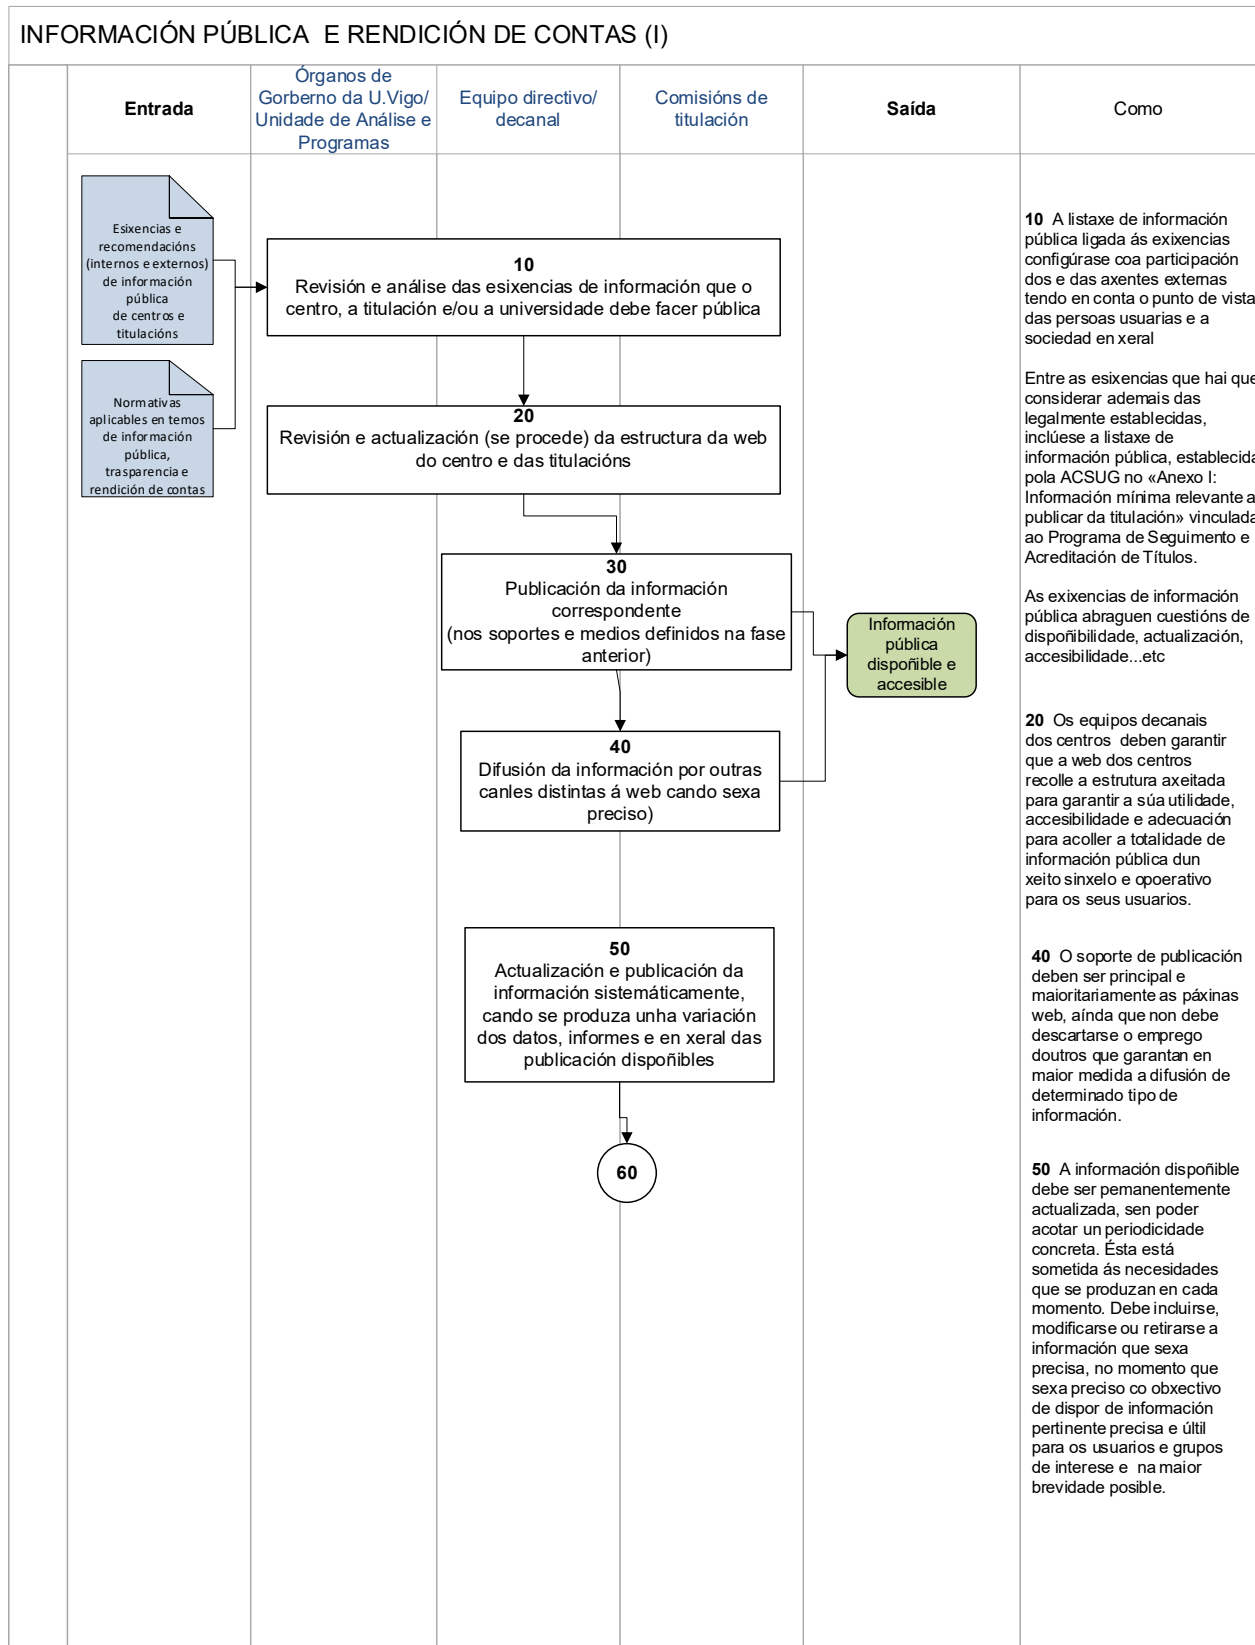 INFORMACIÓN PÚBLICA E RENDICIÓN DE CONTAS (I)
Entrada
Órganos de
Gorberno da U.Vigo/
Unidade de Análise e
Programas
Equipo directivo/
decanal
Comisións de
titulación
Saída
Como
Esixencias e
recomendacións
(internos e externos)
de información
pública
de centros e
titulacións
Normativas
aplicables en temos
de información
pública,
trasparencia e
rendición de contas
10
Revisión e análise das esixencias de información que o
centro, a titulación e/ou a universidade debe facer pública
20
Revisión e actualización (se procede) da estructura da web
do centro e das titulacións
30
Publicación da información
correspondente
(nos soportes e medios definidos na fase
anterior)
40
Difusión da información por outras
canles distintas á web cando sexa
preciso)
50
Actualización e publicación da
información sistemáticamente,
cando se produza unha variación
dos datos, informes e en xeral das
publicación dispoñibles
60
Información
pública
dispoñible e
accesible
10 A listaxe de información
pública ligada ás exixencias
configúrase coa participación
dos e das axentes externas
tendo en conta o punto de vista
das persoas usuarias e a
sociedad en xeral
Entre as esixencias que hai que
considerar ademais das
legalmente establecidas,
inclúese a listaxe de
información pública, establecida
pola ACSUG no «Anexo I:
Información mínima relevante a
publicar da titulación» vinculada
ao Programa de Seguimento e
Acreditación de Títulos.
As exixencias de información
pública abraguen cuestións de
dispoñibilidade, actualización,
accesibilidade...etc
20 Os equipos decanais
dos centros deben garantir
que a web dos centros
recolle a estrutura axeitada
para garantir a súa utilidade,
accesibilidade e adecuación
para acoller a totalidade de
información pública dun
xeito sinxelo e opoerativo
para os seus usuarios.
40 O soporte de publicación
deben ser principal e
maioritariamente as páxinas
web, aínda que non debe
descartarse o emprego
doutros que garantan en
maior medida a difusión de
determinado tipo de
información.
50 A información dispoñible
debe ser pemanentemente
actualizada, sen poder
acotar un periodicidade
concreta. Ésta está
sometida ás necesidades
que se produzan en cada
momento. Debe incluirse,
modificarse ou retirarse a
información que sexa
precisa, no momento que
sexa preciso co obxectivo
de dispor de información
pertinente precisa e últil
para os usuarios e grupos
de interese e na maior
brevidade posible.